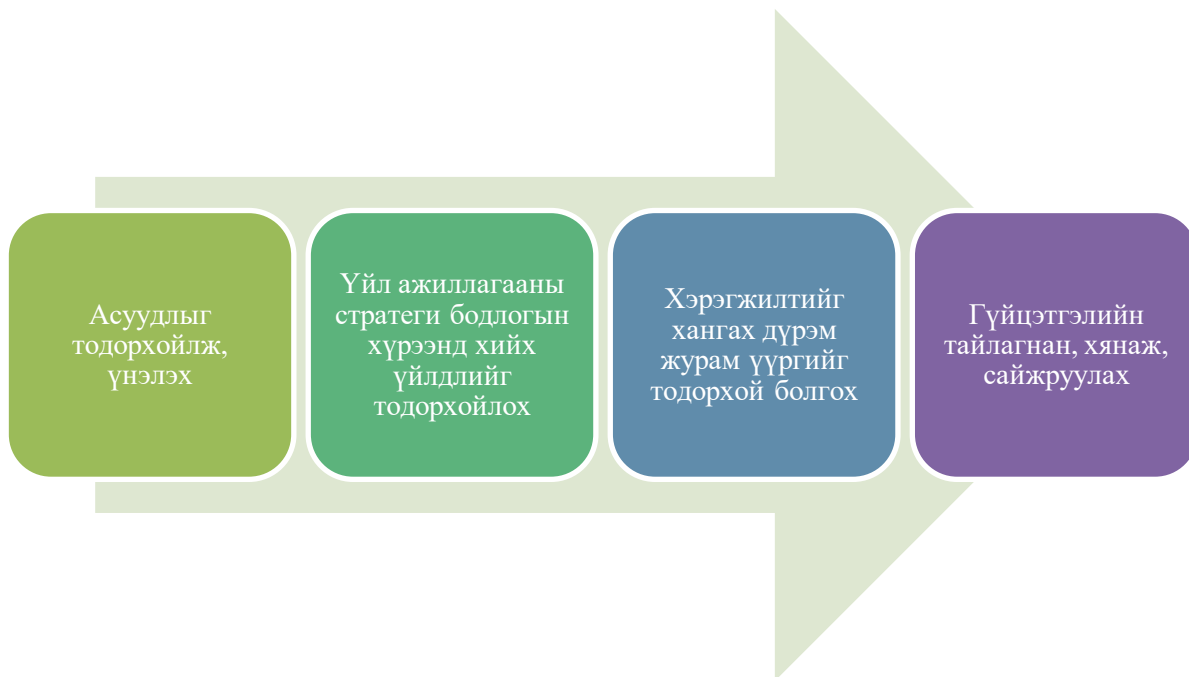 Асуудлыг
тодорхойлж,
үнэлэх
Үйл ажиллагааны
стратеги бодлогын
хүрээнд хийх
үйлдлийг
тодорхойлох
Хэрэгжилтийг
хангах дүрэм
журам үүргийг
тодорхой болгох
Гүйцэтгэлийн
тайлагнан, хянаж,
сайжруулах